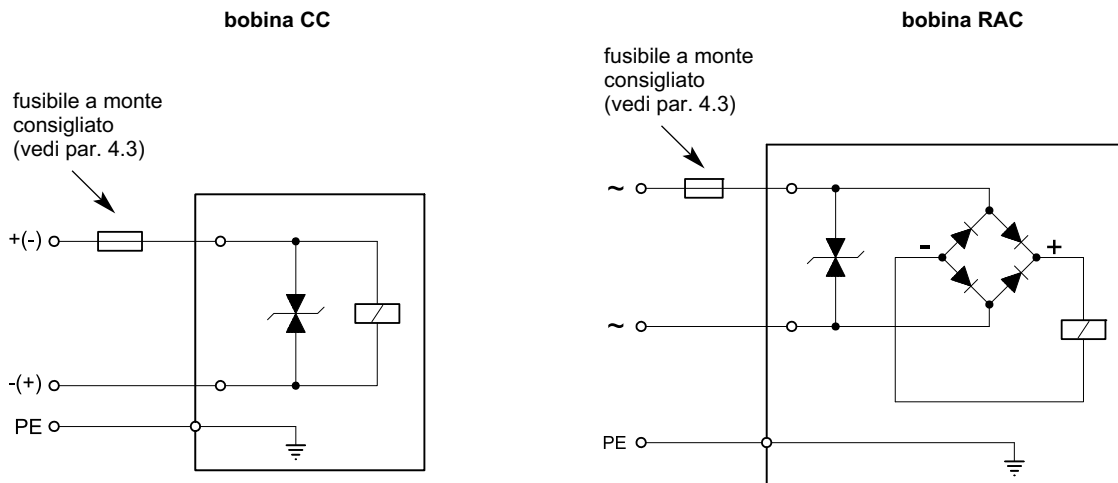 bobina CC
fusibile a monte
consigliato
(vedi par. 4.3)
+(-)
-(+)
PE
bobina RAC
fusibile a monte
consigliato
(vedi par. 4.3)
~
- +
~
PE